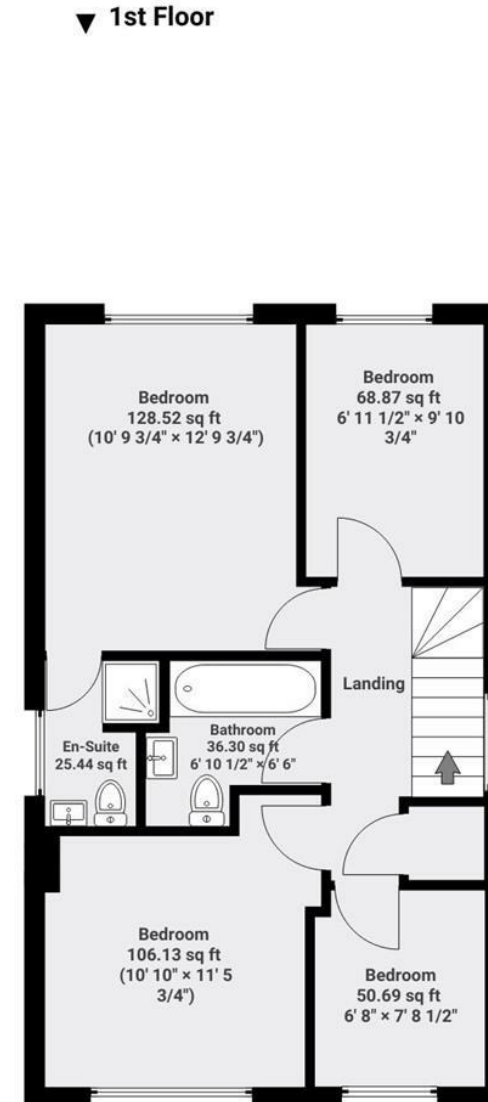 ▼ 1st Floor
Bedroom
128.52 sq ft
(10' 9 3/4" × 12' 9 3/4")
Bedroom
68.87 sq ft
6' 11 1/2" × 9' 10
3/4"
Landing
En-Suite
25.44 sq ft
Bathroom
36.30 sq ft
6' 10 1/2" × 6' 6"
Bedroom
106.13 sq ft
(10' 10" × 11' 5
3/4")
Bedroom
50.69 sq ft
6' 8" × 7' 8 1/2"